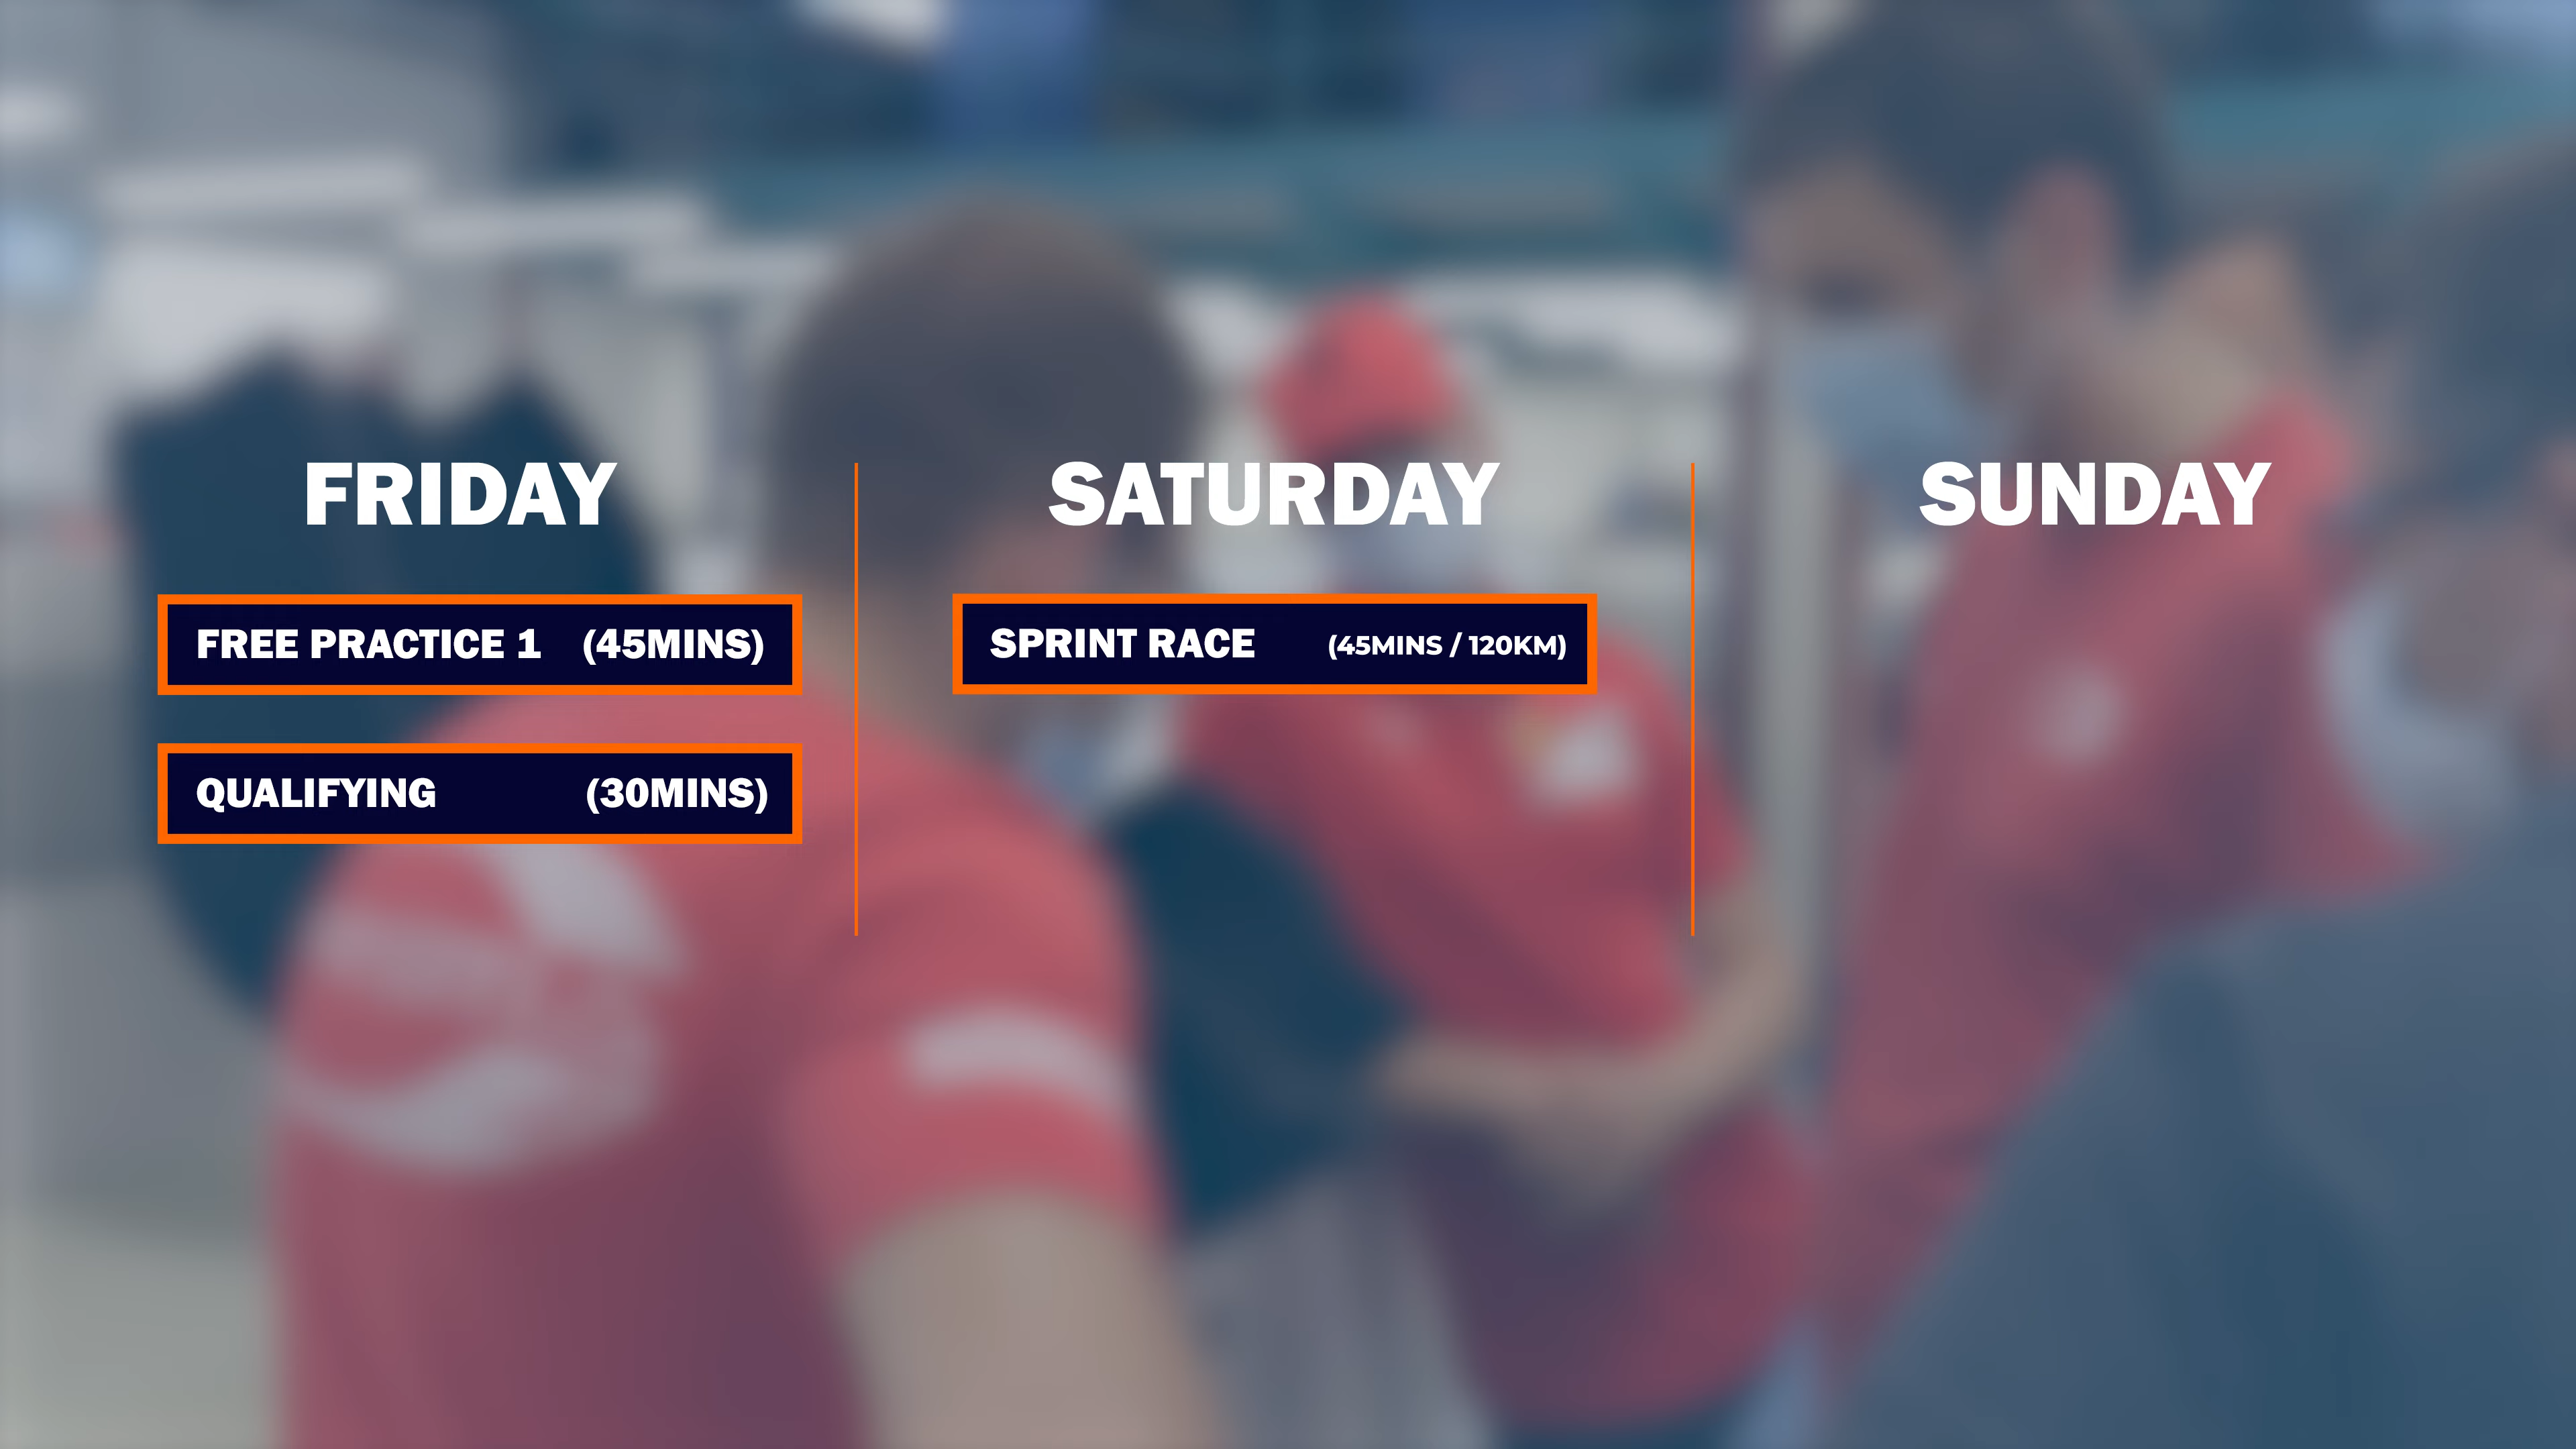 FRIDAY
FREE PRACTICE 1 (45MINS)
QUALIFYING (30MINS)
SATURDAY
SPRINT RACE (45MINS / 120KM)
SUNDAY